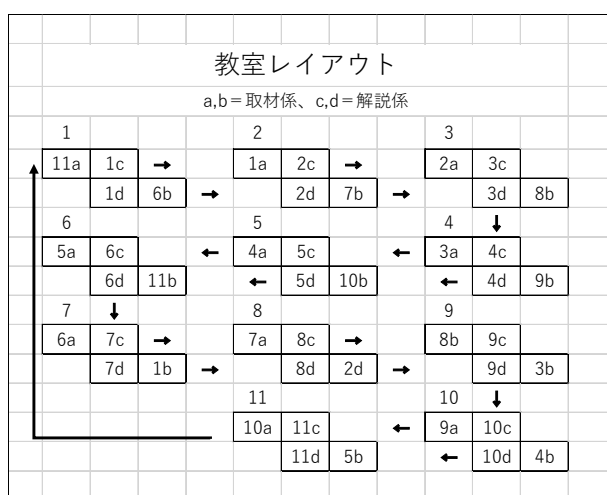 教室レイアウト
a,b＝取材係、c,d＝解説係
1 2 3
11a 1c → 1a 2c → 2a 3c
1d 6b → 2d 7b → 3d 8b
6 5 4 ↓
5a 6c ← 4a 5c ← 3a 4c
6d 11b ← 5d 10b ← 4d 9b
7 ↓ 8 9
6a 7c → 7a 8c → 8b 9c
7d 1b → 8d 2d → 9d 3b
11 10 ↓
10a 11c ← 9a 10c
11d 5b ← 10d 4b